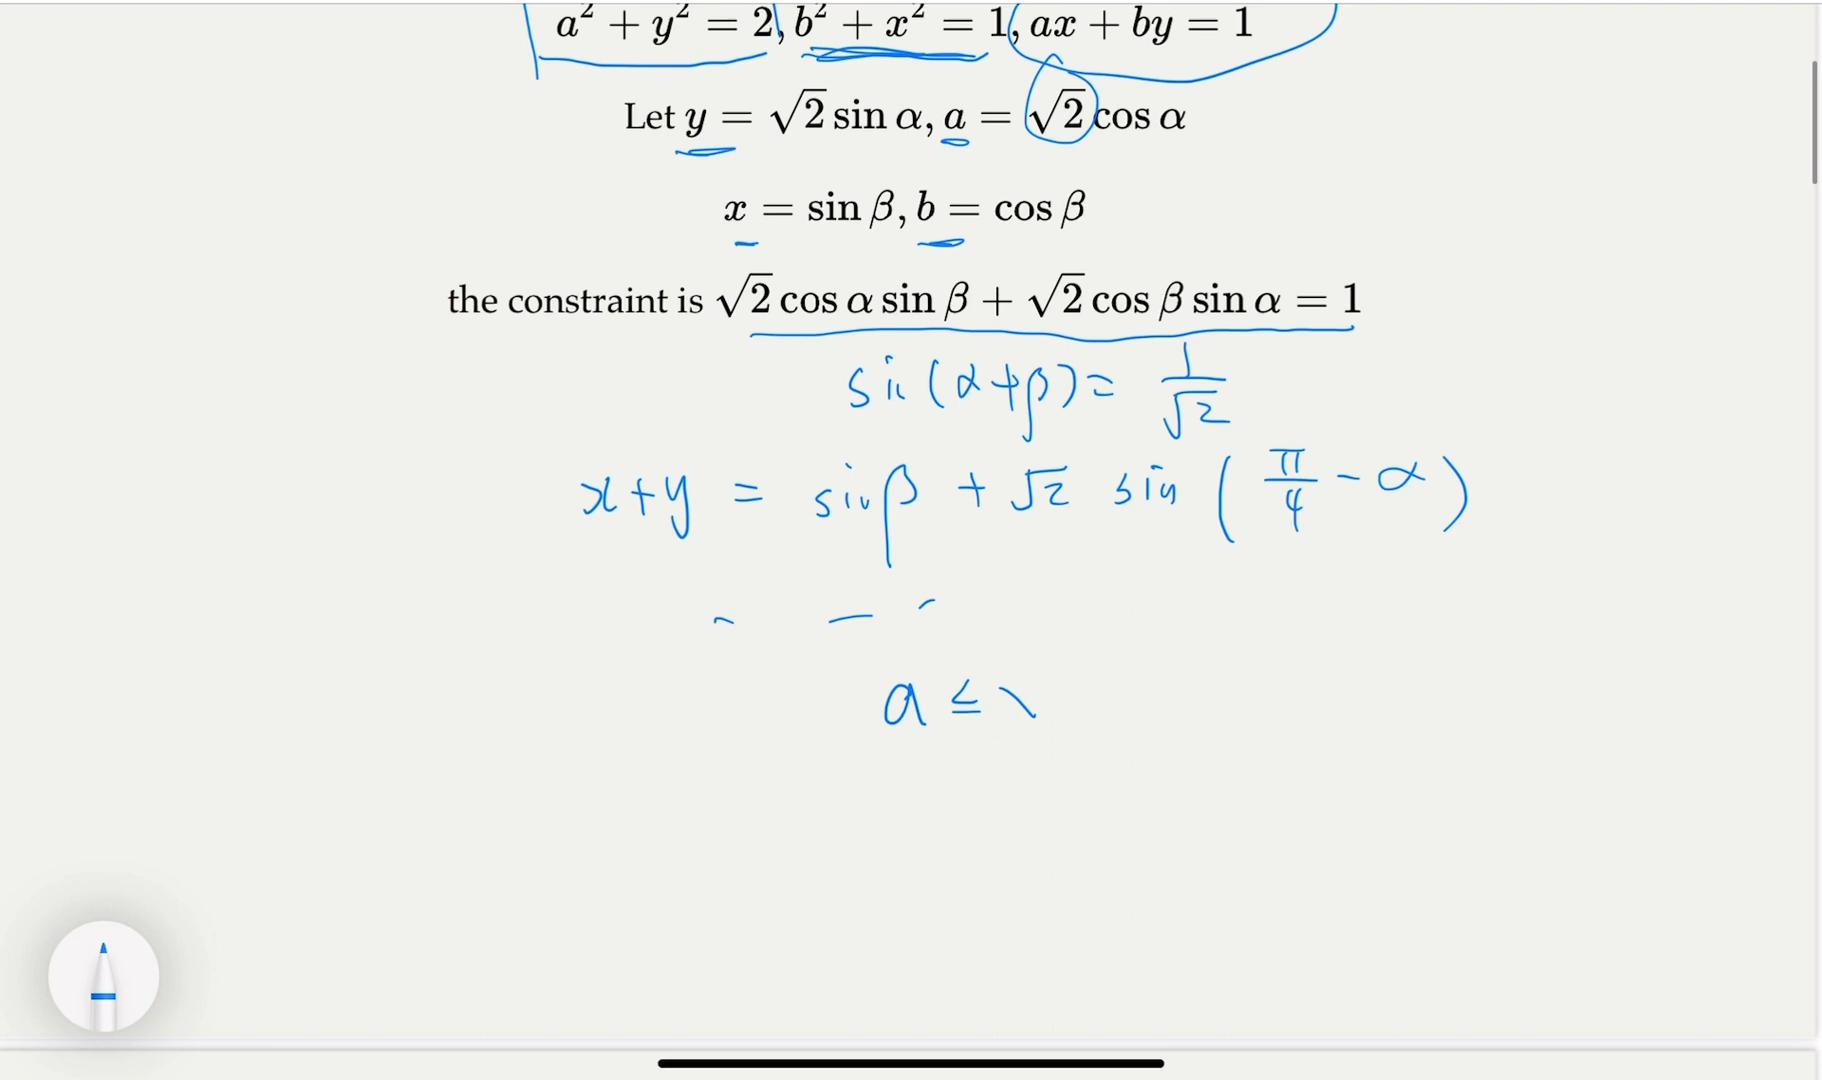 a² + y² = 2, b² + x² = 1, ax + by = 1
Let y = √2 sin α, a = √2 cos α
x = sin β, b = cos β
the constraint is √2 cos α sin β + √2 cos β sin α = 1
sin(α+β) = 1/√2
x+y = sinβ + √2 sin(π/4 - α)
a ≤